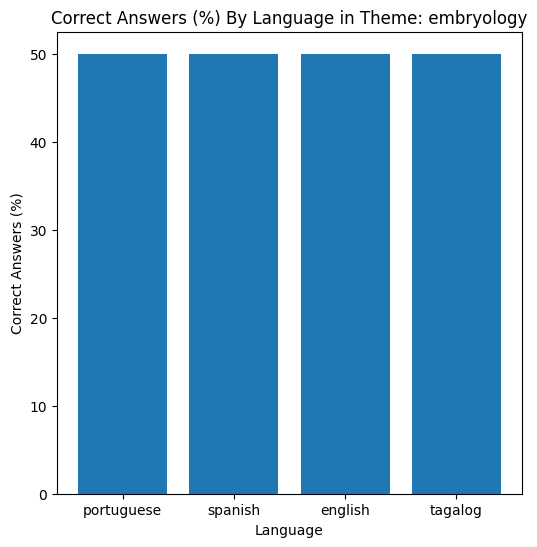 Correct Answers (%) By Language in Theme: embryology
Correct Answers (%)
50
40
30
20
10
0
portuguese spanish english tagalog
Language